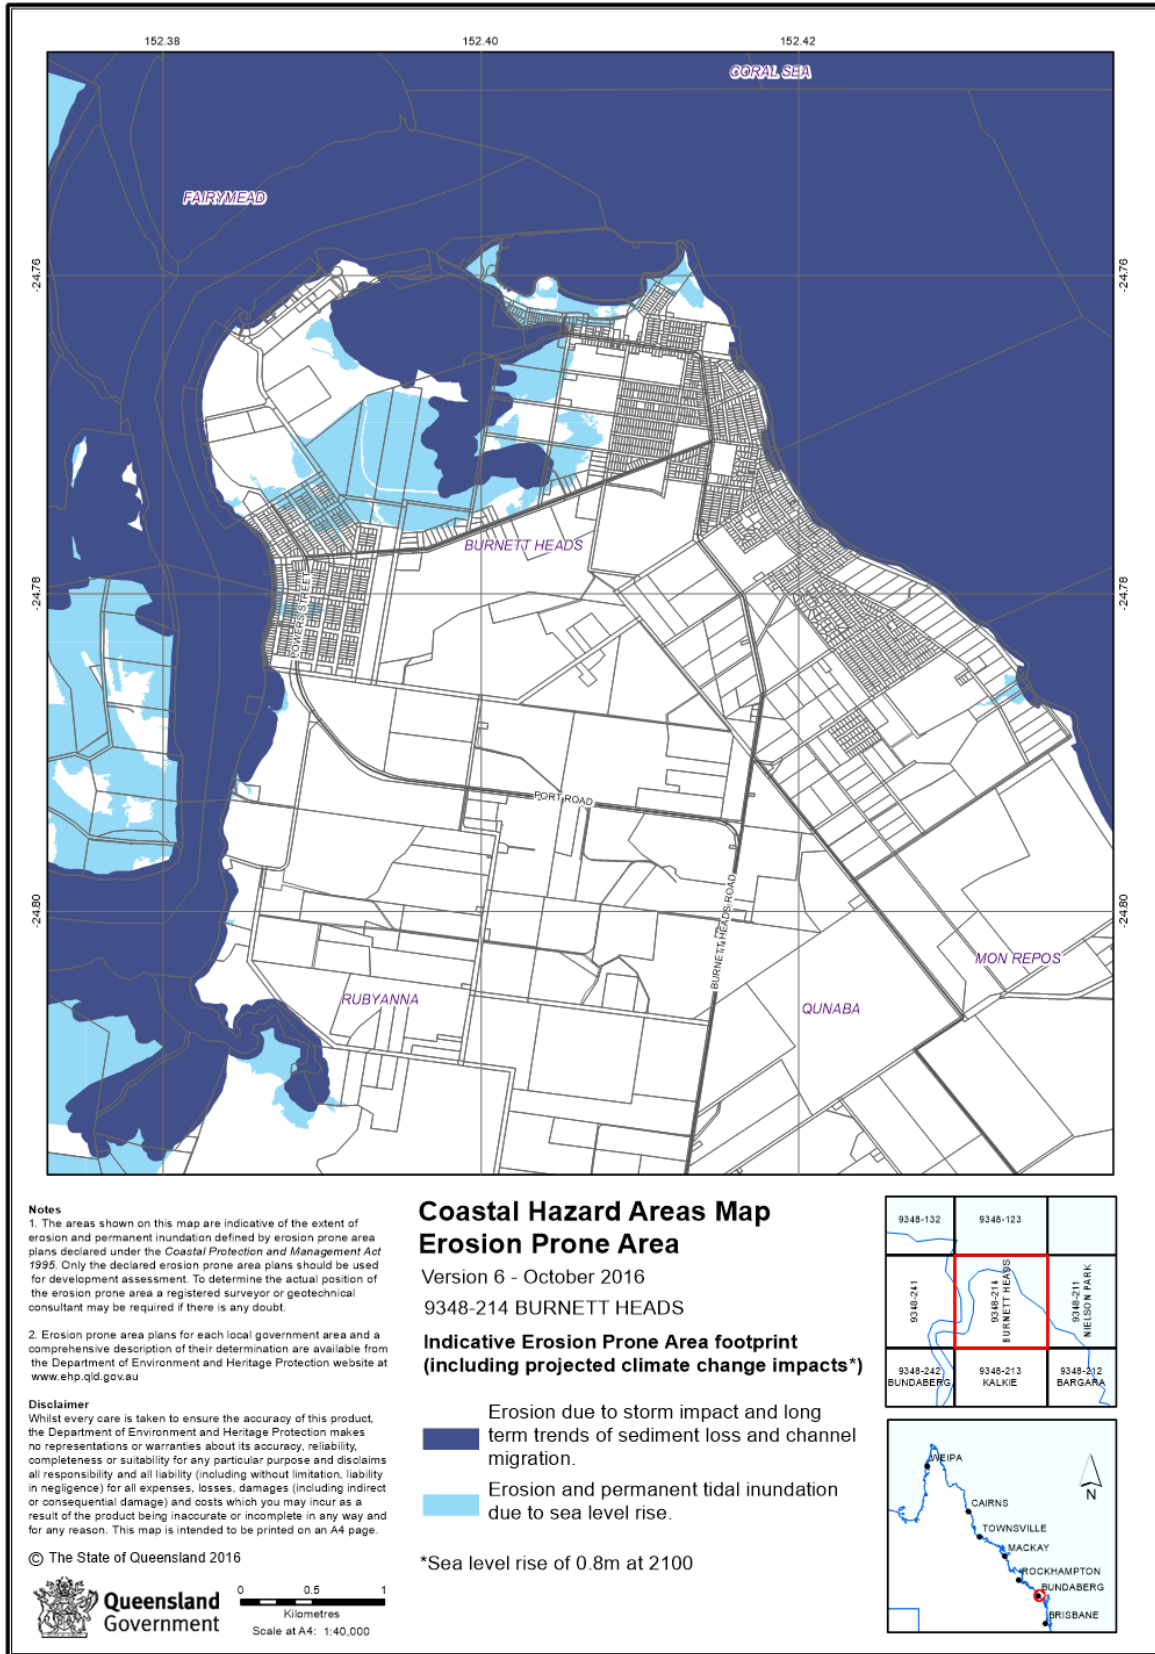 152.38
152.40
152.42
CORAL SEA
FAIRYMEAD
-24.76
-24.76
BURNETT HEADS
-24.78
-24.78
POWERS STREET
PORT ROAD
BURNETT HEADS ROAD
-24.80
-24.80
MON REPOS
RUBYANNA
QUNABA
Notes
1. The areas shown on this map are indicative of the extent of
erosion and permanent inundation defined by erosion prone area
plans declared under the Coastal Protection and Management Act
1995. Only the declared erosion prone area plans should be used
for development assessment. To determine the actual position of
the erosion prone area a registered surveyor or geotechnical
consultant may be required if there is any doubt.
2. Erosion prone area plans for each local government area and a
comprehensive description of their determination are available from
the Department of Environment and Heritage Protection website at
www.ehp.qld.gov.au
Disclaimer
Whilst every care is taken to ensure the accuracy of this product,
the Department of Environment and Heritage Protection makes
no representations or warranties about its accuracy, reliability,
completeness or suitability for any particular purpose and disclaims
all responsibility and all liability (including without limitation, liability
in negligence) for all expenses, losses, damages (including indirect
or consequential damage) and costs which you may incur as a
result of the product being inaccurate or incomplete in any way and
for any reason. This map is intended to be printed on an A4 page.
© The State of Queensland 2016
Queensland
Government
0 0.5 1
Kilometres
Scale at A4: 1:40,000
Coastal Hazard Areas Map
Erosion Prone Area
Version 6 - October 2016
9348-214 BURNETT HEADS
Indicative Erosion Prone Area footprint
(including projected climate change impacts*)
Erosion due to storm impact and long
term trends of sediment loss and channel
migration.
Erosion and permanent tidal inundation
due to sea level rise.
*Sea level rise of 0.8m at 2100
9348-132
9348-123
9348-241
9348-214
BURNETT HEADS
9348-211
NIELSON PARK
9348-242
BUNDABERG
9348-213
KALKIE
9348-212
BARGARA
WEIPA
N
CAIRNS
TOWNSVILLE
MACKAY
ROCKHAMPTON
BUNDABERG
BRISBANE